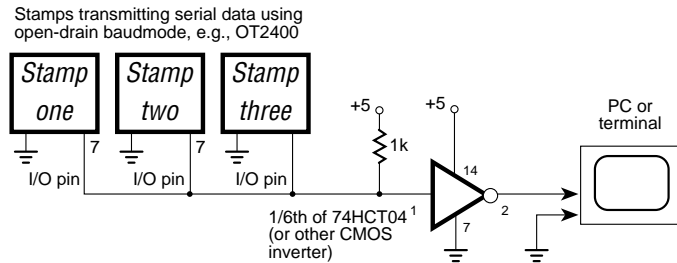 Stamps transmitting serial data using
open-drain baudmode, e.g., OT2400
Stamp
one
Stamp
two
Stamp
three
7
7
I/O pin
I/O pin
I/O pin
+5
1k
+5
14
1
2
7
1/6th of 74HCT04
(or other CMOS
inverter)
PC or
terminal